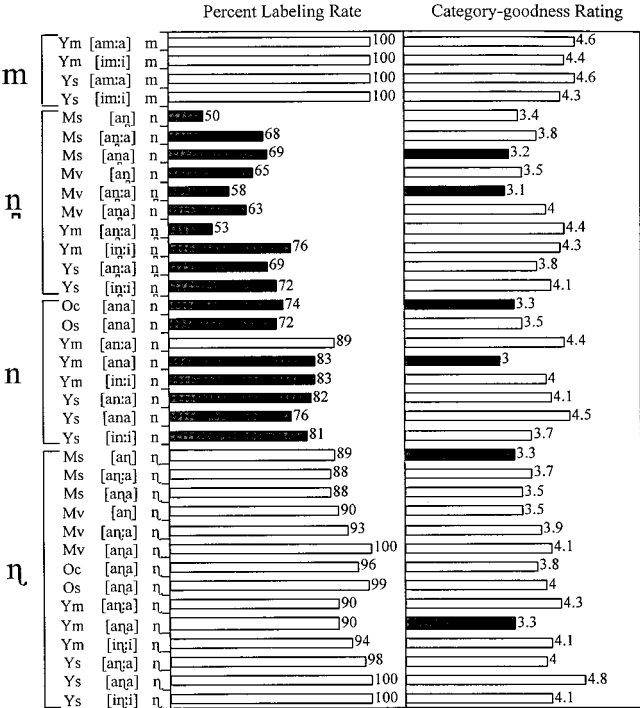 Percent Labeling Rate Category-goodness Rating
m
Ym [am:a] m 100 4.6
Ym [im:i] m 100 4.4
Ys [am:a] m 100 4.6
Ys [im:i] m 100 4.3
n̪
Ms [an̪] n 50 3.4
Ms [an̪:a] n 68 3.8
Ms [an̪a] n 69 3.2
Mv [an̪] n 65 3.5
Mv [an̪:a] n̪ 58 3.1
Mv [an̪a] n 63 4
Ym [an̪:a] n̪ 53 4.4
Ym [in̪:i] n̪ 76 4.3
Ys [an̪:a] n̪ 69 3.8
Ys [in̪:i] n̪ 72 4.1
n
Oc [ana] n 74 3.3
Os [ana] n 72 3.5
Ym [an:a] n 89 4.4
Ym [ana] n 83 3
Ym [in:i] n 83 4
Ys [an:a] n 82 4.1
Ys [ana] n 76 4.5
Ys [in:i] n 81 3.7
ɳ
Ms [aɳ] ɳ 89 3.3
Ms [aɳ:a] ɳ 88 3.7
Ms [aɳa] ɳ 88 3.5
Mv [aɳ] ɳ 90 3.5
Mv [aɳ:a] ɳ 93 3.9
Mv [aɳa] ɳ 100 4.1
Oc [aɳa] ɳ 96 3.8
Os [aɳa] ɳ 99 4
Ym [aɳ:a] ɳ 90 4.3
Ym [aɳa] ɳ 90 3.3
Ym [iɳ:i] ɳ 94 4.1
Ys [aɳ:a] ɳ 98 4
Ys [aɳa] ɳ 100 4.8
Ys [iɳ:i] ɳ 100 4.1